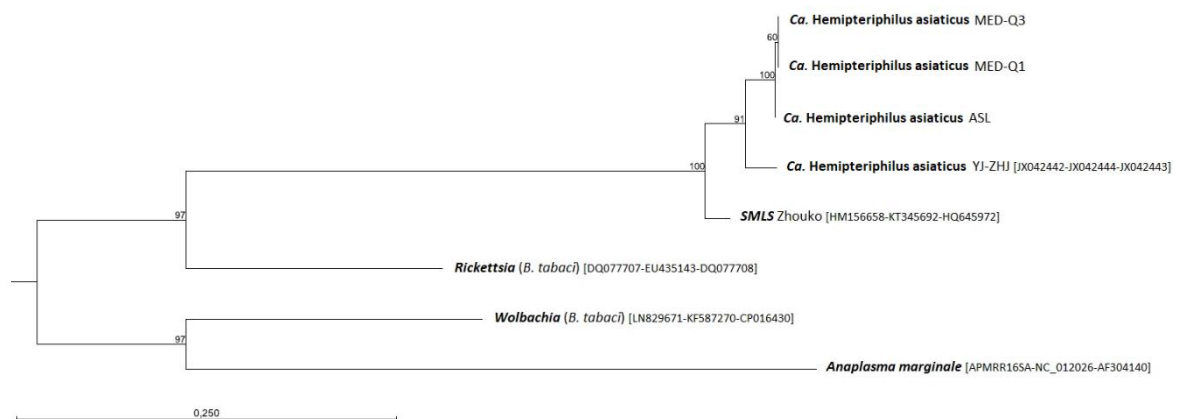 Ca. Hemipteriphilus asiaticus MED-Q3
60
Ca. Hemipteriphilus asiaticus MED-Q1
100
Ca. Hemipteriphilus asiaticus ASL
91
Ca. Hemipteriphilus asiaticus YJ-ZHJ [JX042442-JX042444-JX042443]
100
SMLS Zhouko [HM156658-KT345692-HQ645972]
97
Rickettsia (B. tabaci) [DQ077707-EU435143-DQ077708]
Wolbachia (B. tabaci) [LN829671-KF587270-CP016430]
97
Anaplasma marginale [APMRR16SA-NC_012026-AF304140]
0,250